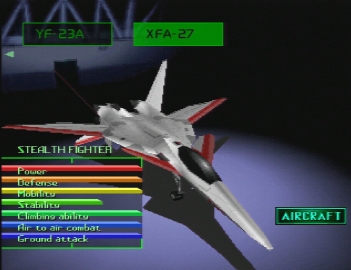 YF-23A
XFA-27
STEALTH FIGHTER
Power
Defense
Mobility
Stability
Climbing ability
Air to air combat
Ground attack
AIRCRAFT